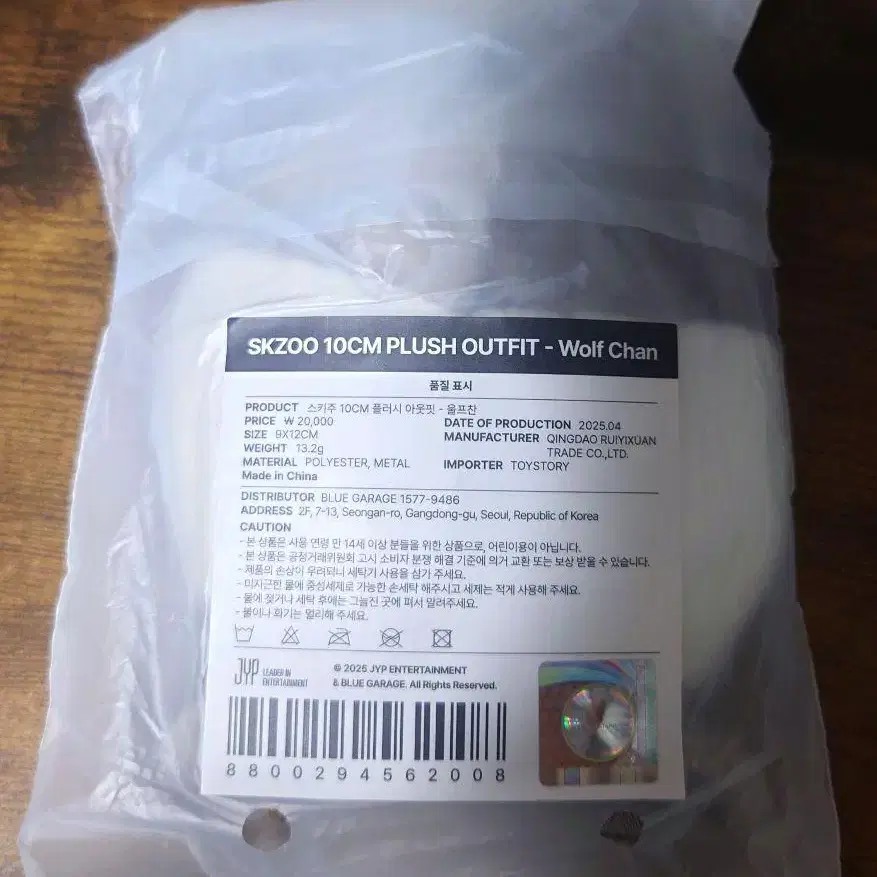 SKZOO 10CM PLUSH OUTFIT - Wolf Chan
품질 표시
PRODUCT 스키주 10CM 플러시 아웃핏 - 울프찬
PRICE ₩ 20,000
SIZE 9X12CM
WEIGHT 13.2g
MATERIAL POLYESTER, METAL
Made in China
DATE OF PRODUCTION 2025.04
MANUFACTURER QINGDAO RUIYIXUAN
TRADE CO.,LTD.
IMPORTER TOYSTORY
DISTRIBUTOR BLUE GARAGE 1577-9486
ADDRESS 2F, 7-13, Seongan-ro, Gangdong-gu, Seoul, Republic of Korea
CAUTION
- 본 상품은 사용 연령 만 14세 이상 분들을 위한 상품으로, 어린이용이 아닙니다.
- 본 상품은 공정거래위원회 고시 소비자 분쟁 해결 기준에 의거 교환 또는 보상 받을 수 있습니다.
- 제품의 손상이 우려되니 세탁기 사용을 삼가 주세요.
- 미지근한 물에 중성세제로 가능한 손세탁 해주시고 세제는 적게 사용해 주세요.
- 물에 젖거나 세탁 후에는 그늘진 곳에 펴서 말려주세요.
- 불이나 화기는 멀리해 주세요.
JYP LEADER IN
ENTERTAINMENT
© 2025 JYP ENTERTAINMENT
& BLUE GARAGE. All Rights Reserved.
8800294562008